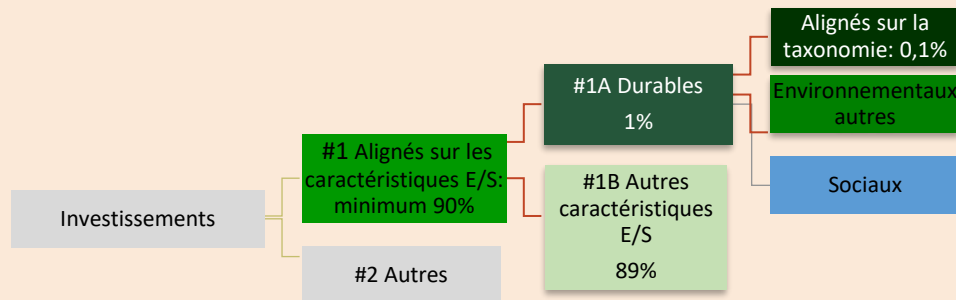 Investissements
#1 Alignés sur les
caractéristiques E/S:
minimum 90%
#2 Autres
#1A Durables
1%
#1B Autres
caractéristiques
E/S
89%
Alignés sur la
taxonomie: 0,1%
Environnementaux
autres
Sociaux